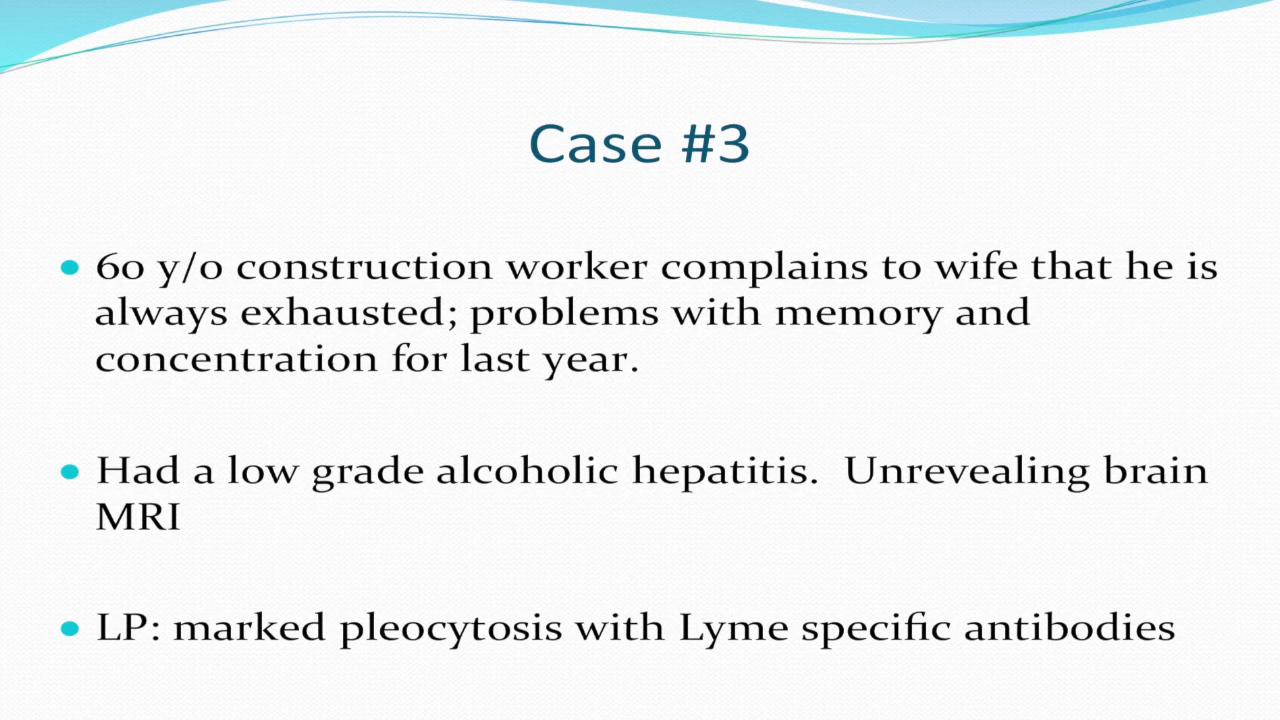 Case #3
• 60 y/o construction worker complains to wife that he is
always exhausted; problems with memory and
concentration for last year.
• Had a low grade alcoholic hepatitis.  Unrevealing brain
MRI
• LP: marked pleocytosis with Lyme specific antibodies